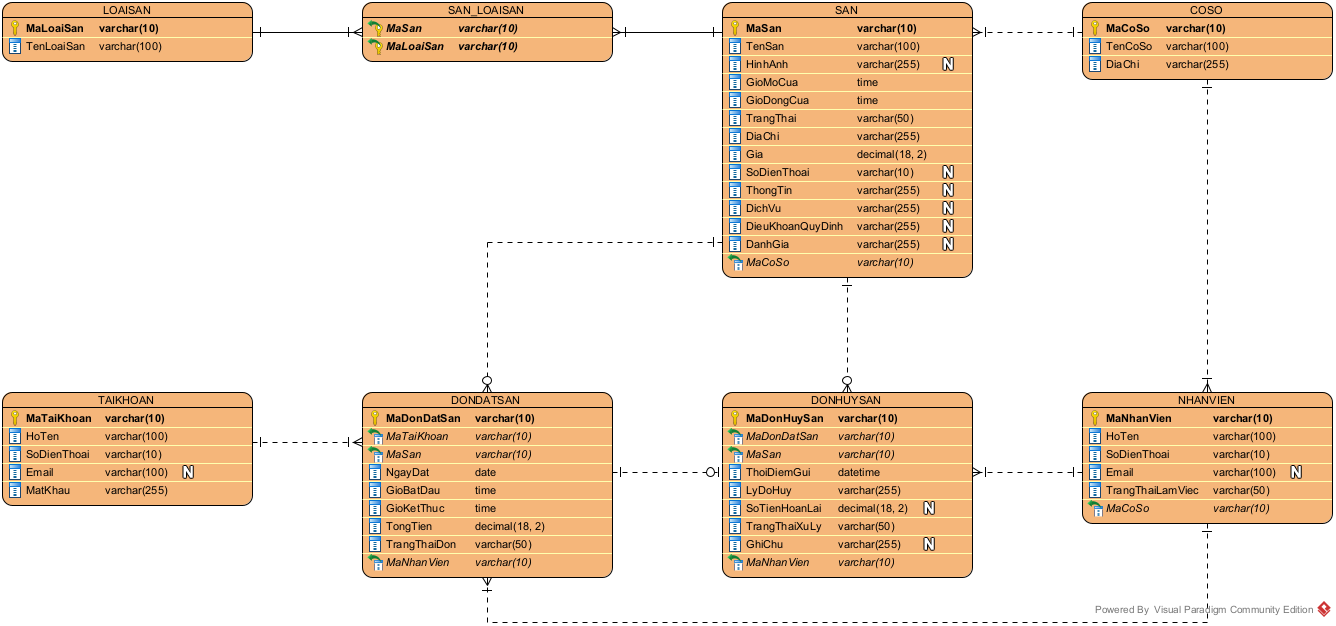 LOAISAN
MaLoaiSan varchar(10)
TenLoaiSan varchar(100)
SAN_LOAISAN
MaSan varchar(10)
MaLoaiSan varchar(10)
SAN
MaSan varchar(10)
TenSan varchar(100)
HinhAnh varchar(255) N
GioMoCua time
GioDongCua time
TrangThai varchar(50)
DiaChi varchar(255)
Gia decimal(18, 2)
SoDienThoai varchar(10) N
ThongTin varchar(255) N
DichVu varchar(255) N
DieuKhoanQuyDinh varchar(255) N
DanhGia varchar(255) N
MaCoSo varchar(10)
COSO
MaCoSo varchar(10)
TenCoSo varchar(100)
DiaChi varchar(255)
TAIKHOAN
MaTaiKhoan varchar(10)
HoTen varchar(100)
SoDienThoai varchar(10)
Email varchar(100) N
MatKhau varchar(255)
DONDATSAN
MaDonDatSan varchar(10)
MaTaiKhoan varchar(10)
MaSan varchar(10)
NgayDat date
GioBatDau time
GioKetThuc time
TongTien decimal(18, 2)
TrangThaiDon varchar(50)
MaNhanVien varchar(10)
DONHUYSAN
MaDonHuySan varchar(10)
MaDonDatSan varchar(10)
MaSan varchar(10)
ThoiDiemGui datetime
LyDoHuy varchar(255)
SoTienHoanLai decimal(18, 2) N
TrangThaiXuLy varchar(50)
GhiChu varchar(255) N
MaNhanVien varchar(10)
NHANVIEN
MaNhanVien varchar(10)
HoTen varchar(100)
SoDienThoai varchar(10)
Email varchar(100) N
TrangThaiLamViec varchar(50)
MaCoSo varchar(10)
Powered By Visual Paradigm Community Edition